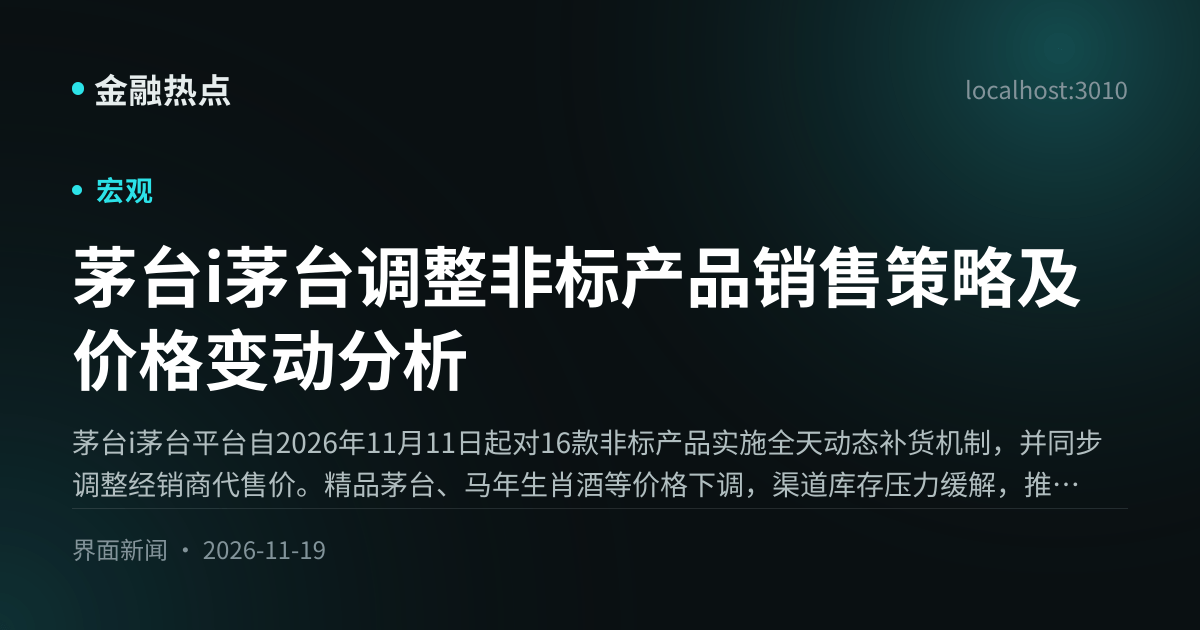 金融热点
localhost:3010
宏观
茅台i茅台调整非标产品销售策略及
价格变动分析
茅台i茅台平台自2026年11月11日起对16款非标产品实施全天动态补货机制，并同步
调整经销商代售价。精品茅台、马年生肖酒等价格下调，渠道库存压力缓解，推…
界面新闻 • 2026-11-19